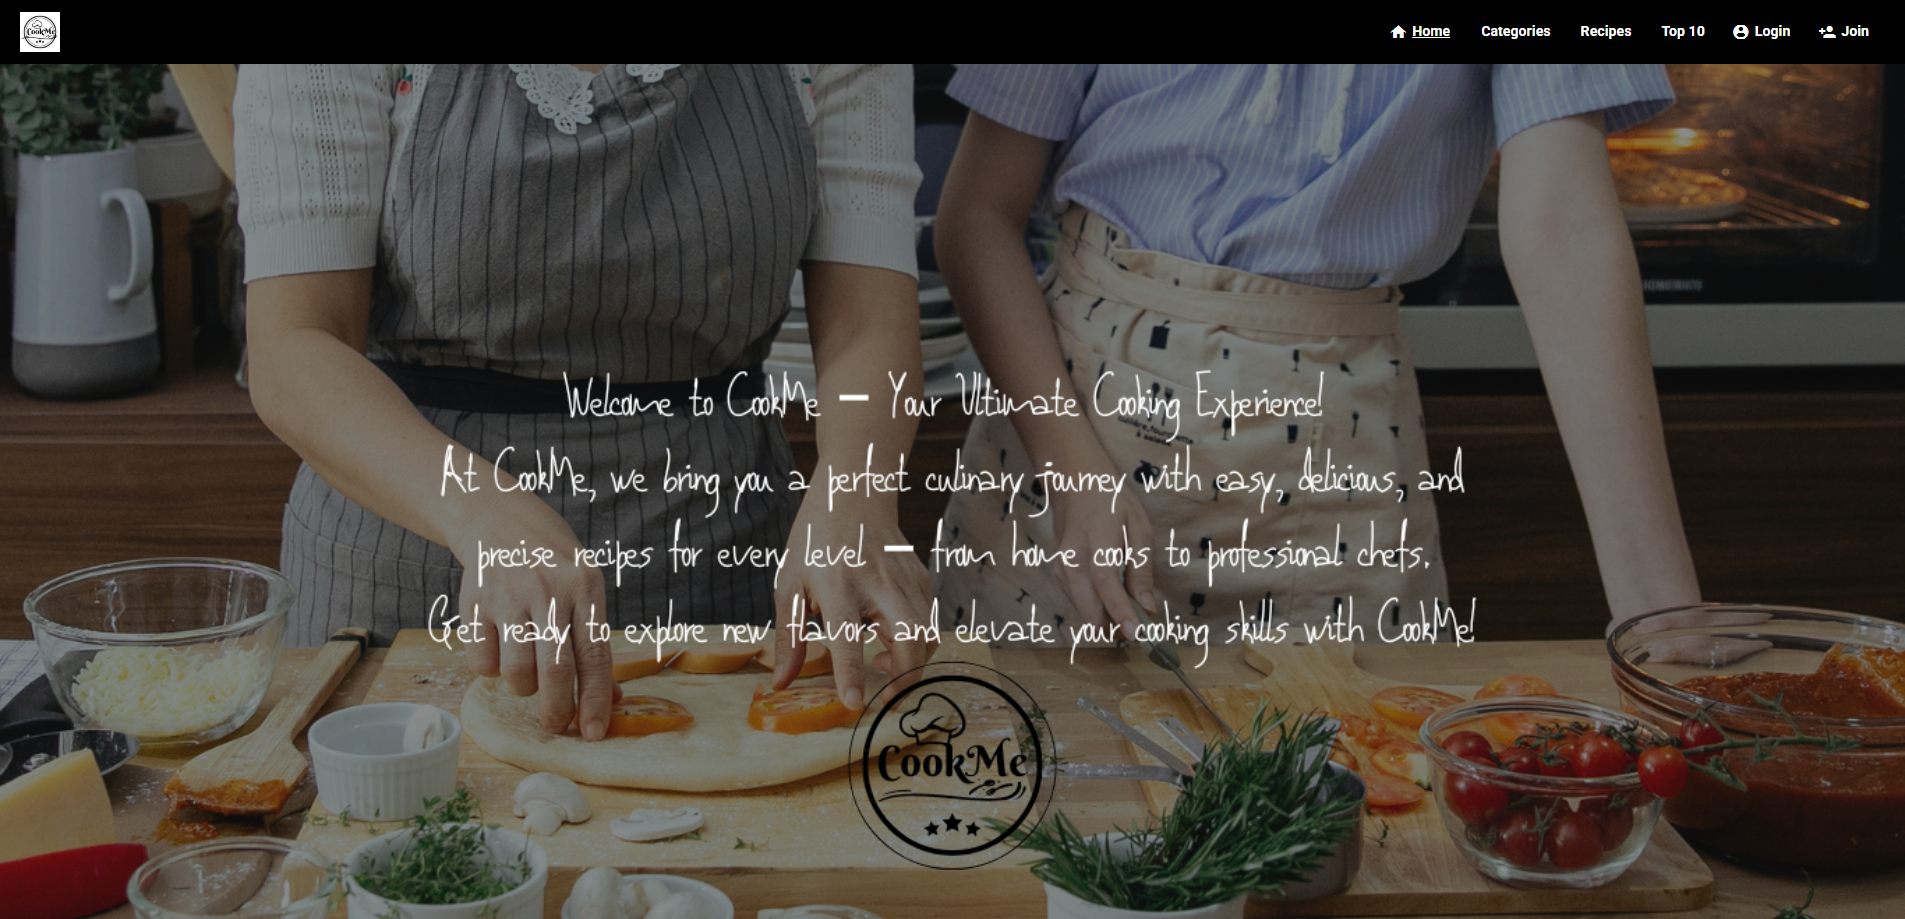 CookMe
Home Categories Recipes Top 10 Login Join
Welcome to CookMe – Your Ultimate Cooking Experience!
At CookMe, we bring you a perfect culinary journey with easy, delicious, and
precise recipes for every level – from home cooks to professional chefs.
Get ready to explore new flavors and elevate your cooking skills with CookMe!
CookMe